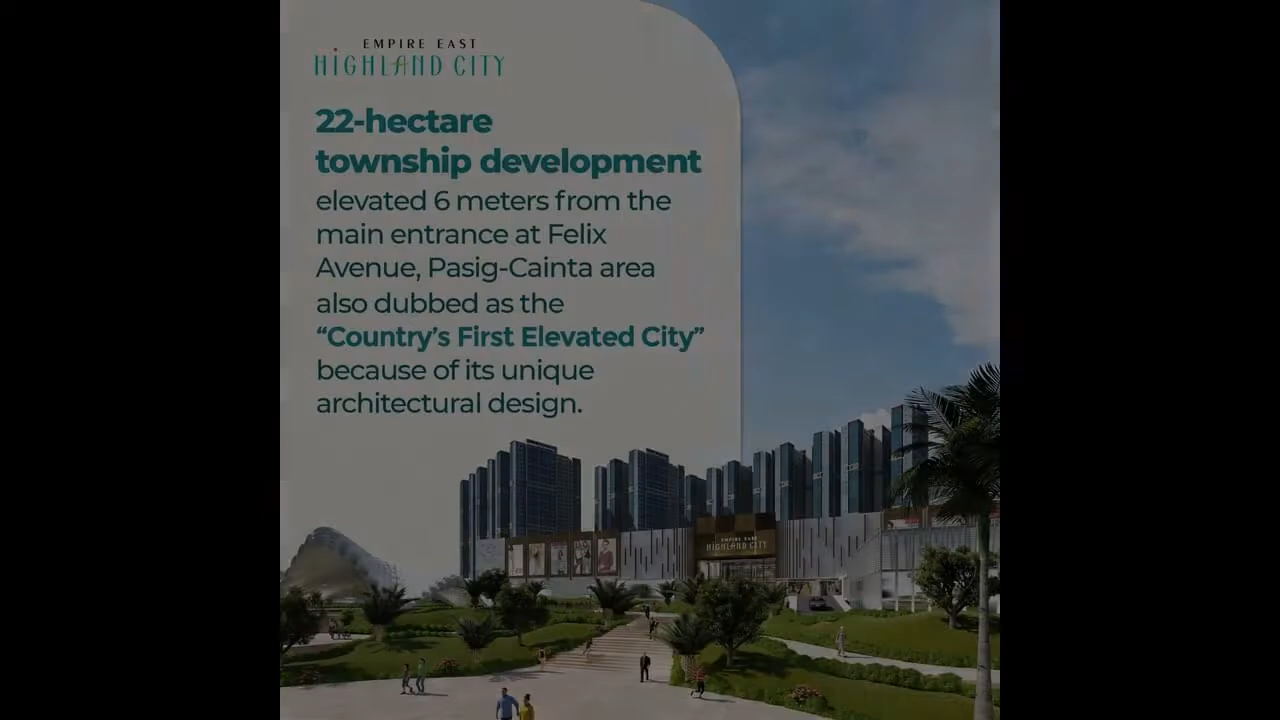 EMPIRE EAST
HIGHLAND CITY
22-hectare
township development
elevated 6 meters from the
main entrance at Felix
Avenue, Pasig-Cainta area
also dubbed as the
“Country’s First Elevated City”
because of its unique
architectural design.
EMPIRE EAST
HIGHLAND CITY